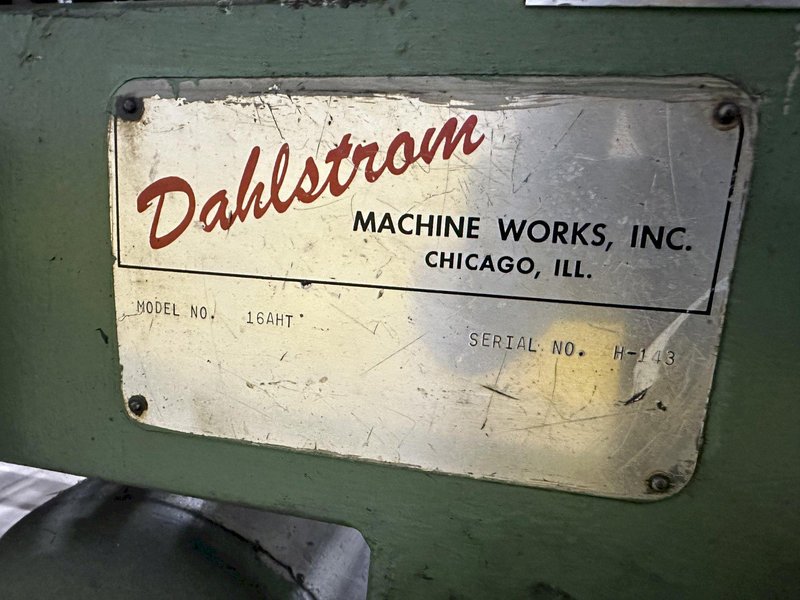 Dahlstrom
MACHINE WORKS, INC.
CHICAGO, ILL.
MODEL NO. 16AHT
SERIAL NO. H-143